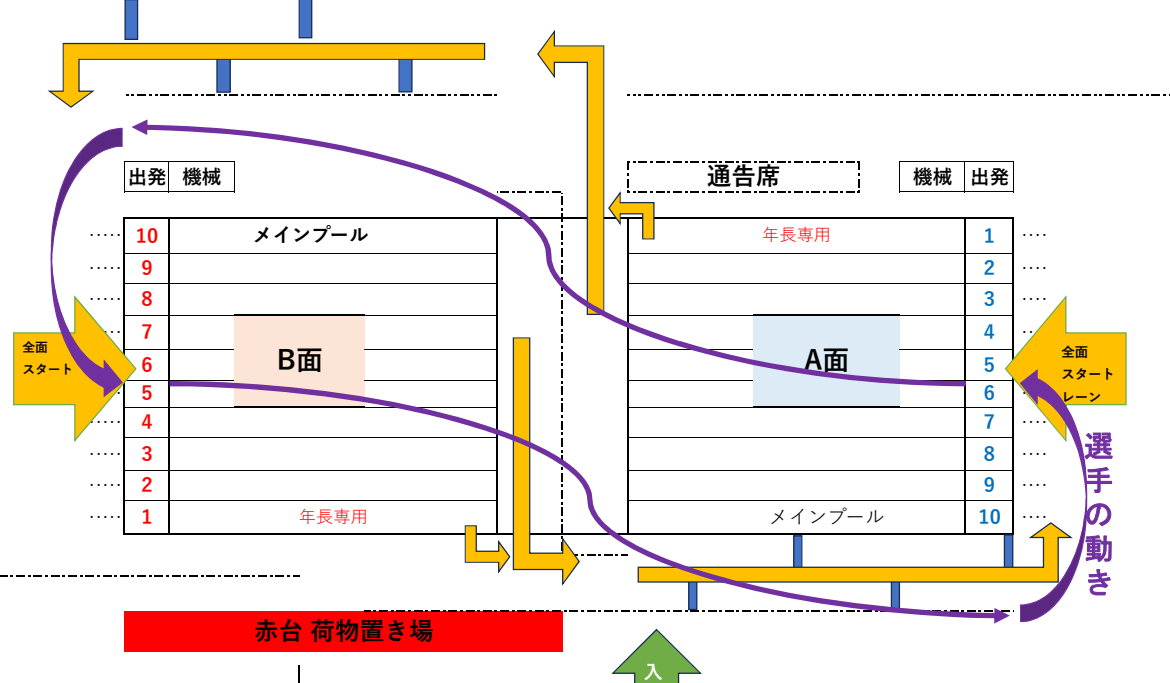 出発 機械
通告席
機械 出発
10 メインプール
9
8
7
6
5
4
3
2
1 年長専用
B面
全面
スタート
年長専用 1
2
3
4
5
6
7
8
9
メインプール 10
A面
全面
スタート
レーン
選手の動き
赤台 荷物置き場
入